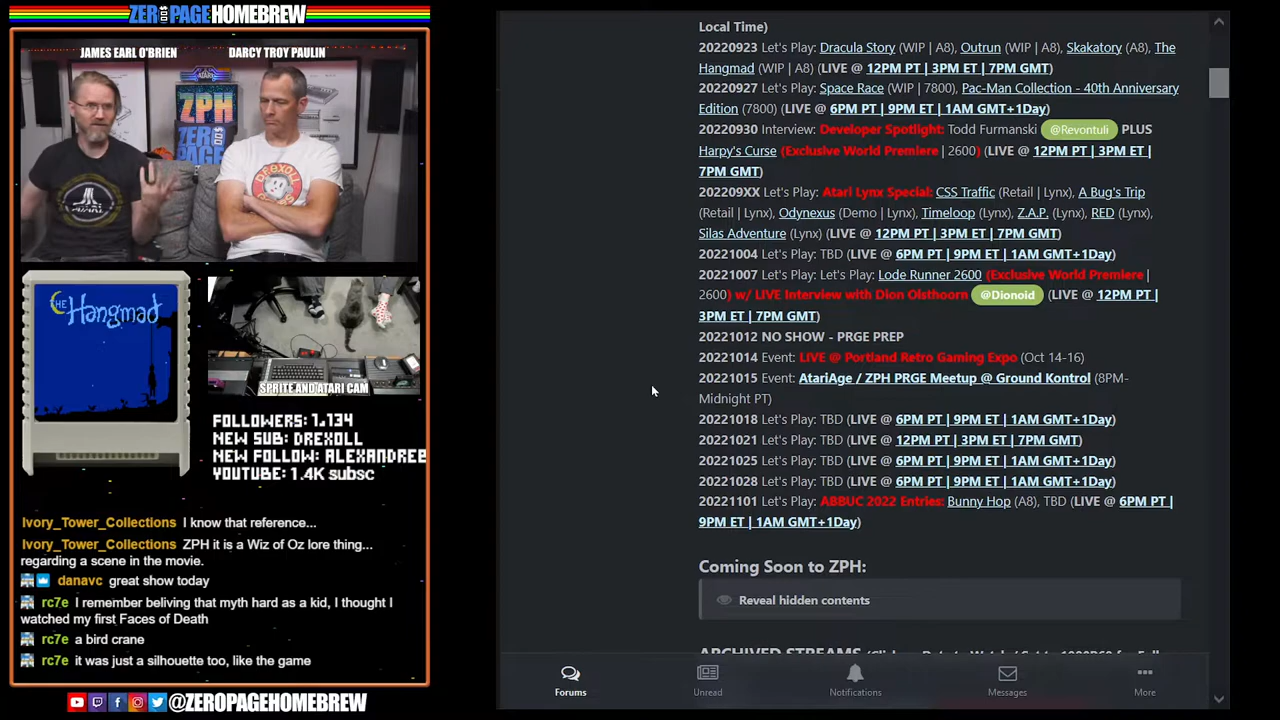 ZEROPAGE HOMEBREW
JAMES EARL O'BRIEN
DARCY TROY PAULIN
ATARI
ZPH
ZERO
PAGE
ATARI
DREXOLL
THE Hangmad
SPRITE AND ATARI CAM
FOLLOWERS: 1,134
NEW SUB: DREXOLL
NEW FOLLOW: ALEXANDREB
YOUTUBE: 1.4K subsc
Ivory_Tower_Collections I know that reference...
Ivory_Tower_Collections ZPH it is a Wiz of Oz lore thing...
regarding a scene in the movie.
danavc great show today
rc7e I remember beliving that myth hard as a kid, I thought I
watched my first Faces of Death
rc7e a bird crane
rc7e it was just a silhouette too, like the game
@ZEROPAGEHOMEBREW
Local Time)
20220923 Let's Play: Dracula Story (WIP | A8), Outrun (WIP | A8), Skakatory (A8), The
Hangmad (WIP | A8) (LIVE @ 12PM PT | 3PM ET | 7PM GMT)
20220927 Let's Play: Space Race (WIP | 7800), Pac-Man Collection - 40th Anniversary
Edition (7800) (LIVE @ 6PM PT | 9PM ET | 1AM GMT+1Day)
20220930 Interview: Developer Spotlight: Todd Furmanski @Revontuli PLUS
Harpy's Curse (Exclusive World Premiere | 2600) (LIVE @ 12PM PT | 3PM ET |
7PM GMT)
202209XX Let's Play: Atari Lynx Special: CSS Traffic (Retail | Lynx), A Bug's Trip
(Retail | Lynx), Odynexus (Demo | Lynx), Timeloop (Lynx), Z.A.P. (Lynx), RED (Lynx),
Silas Adventure (Lynx) (LIVE @ 12PM PT | 3PM ET | 7PM GMT)
20221004 Let's Play: TBD (LIVE @ 6PM PT | 9PM ET | 1AM GMT+1Day)
20221007 Let's Play: Let's Play: Lode Runner 2600 (Exclusive World Premiere |
2600) w/ LIVE Interview with Dion Olsthoorn @Dionoid (LIVE @ 12PM PT |
3PM ET | 7PM GMT)
20221012 NO SHOW - PRGE PREP
20221014 Event: LIVE @ Portland Retro Gaming Expo (Oct 14-16)
20221015 Event: AtariAge / ZPH PRGE Meetup @ Ground Kontrol (8PM-
Midnight PT)
20221018 Let's Play: TBD (LIVE @ 6PM PT | 9PM ET | 1AM GMT+1Day)
20221021 Let's Play: TBD (LIVE @ 12PM PT | 3PM ET | 7PM GMT)
20221025 Let's Play: TBD (LIVE @ 6PM PT | 9PM ET | 1AM GMT+1Day)
20221028 Let's Play: TBD (LIVE @ 6PM PT | 9PM ET | 1AM GMT+1Day)
20221101 Let's Play: ABBUC 2022 Entries: Bunny Hop (A8), TBD (LIVE @ 6PM PT |
9PM ET | 1AM GMT+1Day)
Coming Soon to ZPH:
Reveal hidden contents
Forums
Unread
Notifications
Messages
More